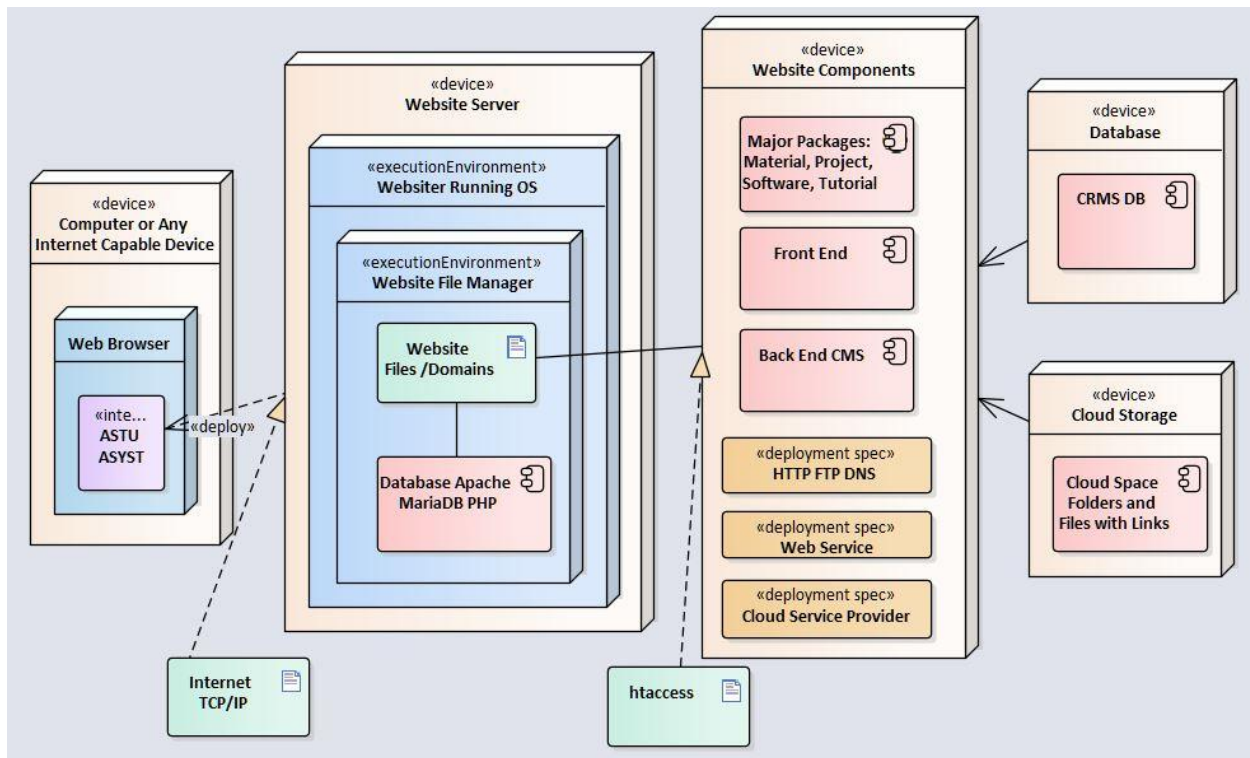 «device»
Computer or Any
Internet Capable Device
Web Browser
«inte...
ASTU
ASYST
«deploy»
«device»
Website Server
«executionEnvironment»
Websiter Running OS
«executionEnvironment»
Website File Manager
Website
Files /Domains
Database Apache
MariaDB PHP
Internet
TCP/IP
«device»
Website Components
Major Packages:
Material, Project,
Software, Tutorial
Front End
Back End CMS
«deployment spec»
HTTP FTP DNS
«deployment spec»
Web Service
«deployment spec»
Cloud Service Provider
htaccess
«device»
Database
CRMS DB
«device»
Cloud Storage
Cloud Space
Folders and
Files with Links